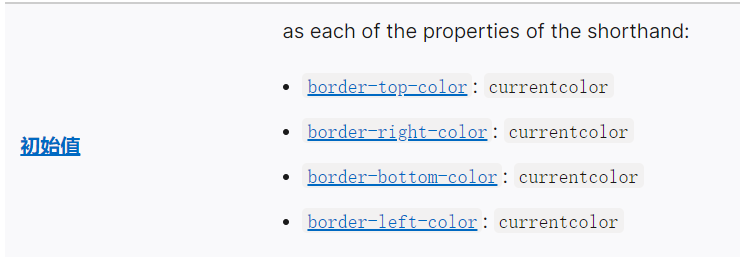 初始值
as each of the properties of the shorthand:
• border-top-color: currentcolor
• border-right-color: currentcolor
• border-bottom-color: currentcolor
• border-left-color: currentcolor